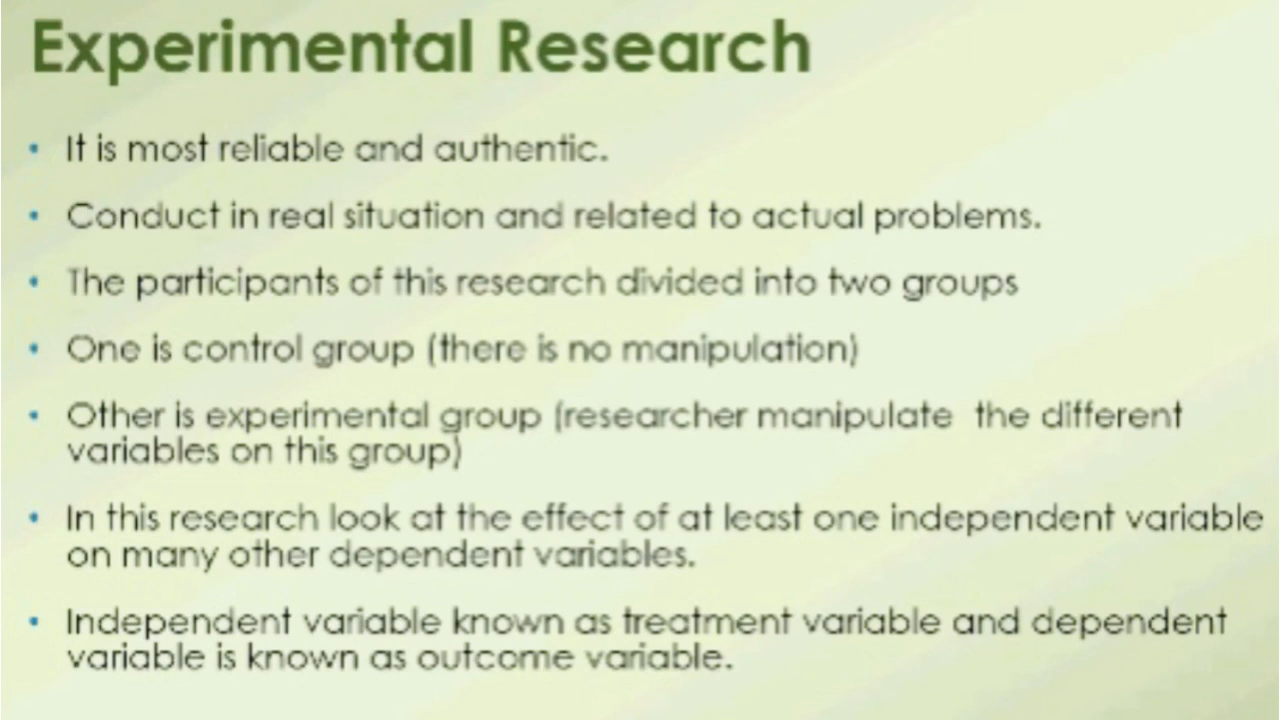 Experimental Research
• It is most reliable and authentic.
• Conduct in real situation and related to actual problems.
• The participants of this research divided into two groups
• One is control group (there is no manipulation)
• Other is experimental group (researcher manipulate  the different
variables on this group)
• In this research look at the effect of at least one independent variable
on many other dependent variables.
• Independent variable known as treatment variable and dependent
variable is known as outcome variable.